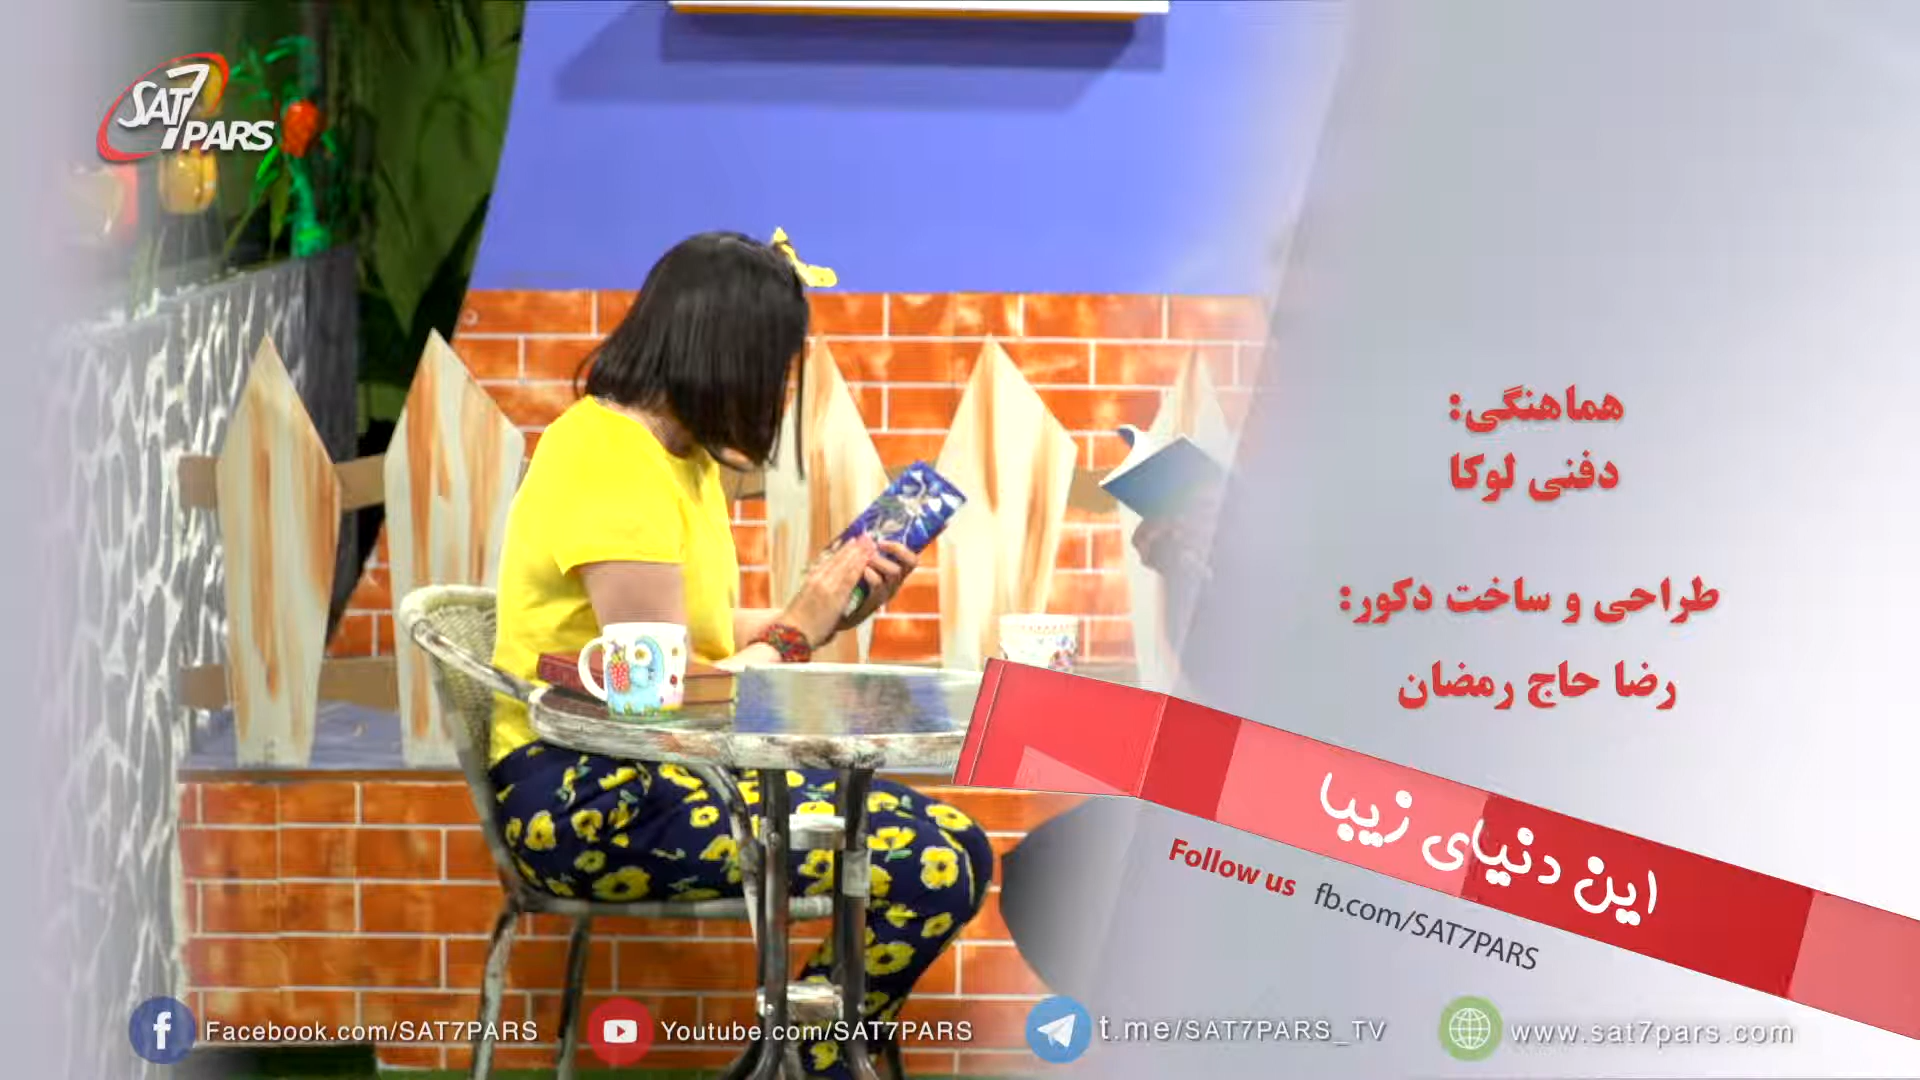 SAT7
PARS
هماهنگی:
دفنی لوکا
طراحی و ساخت دکور:
رضا حاج رمضان
این دنیای زیبا
Follow us fb.com/SAT7PARS
Facebook.com/SAT7PARS
Youtube.com/SAT7PARS
t.me/SAT7PARS_TV
www.sat7pars.com